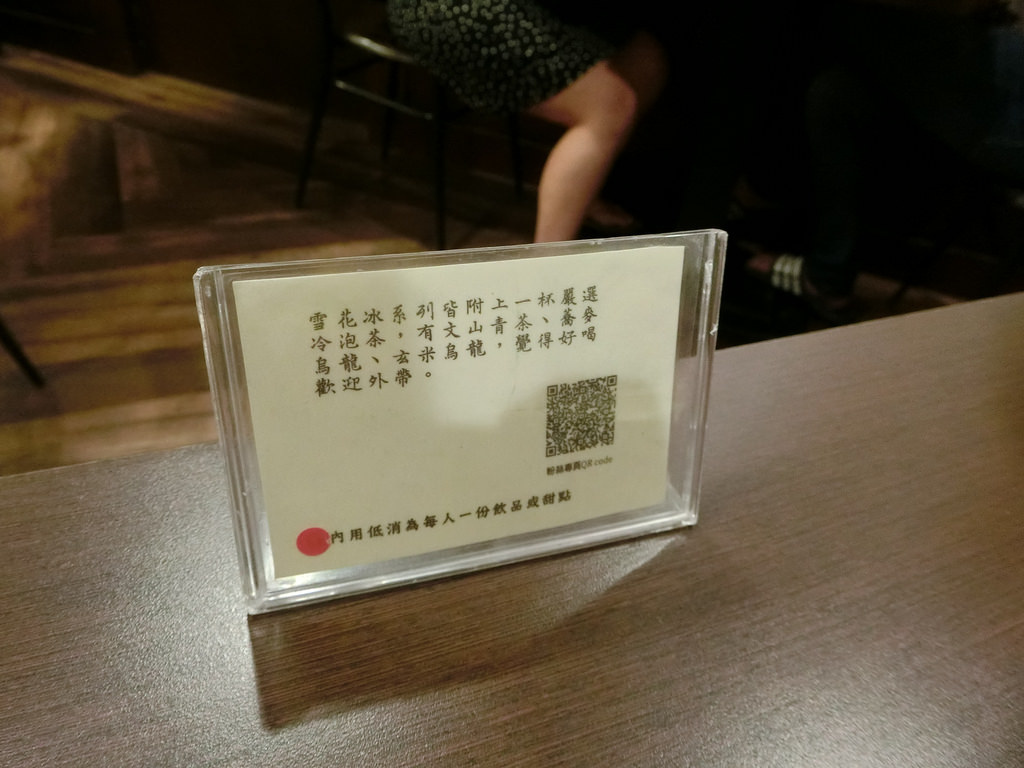 雪花冰系列皆附上一杯嚴選
冷泡茶，有文山青茶、蕎麥
烏龍、玄米烏龍，覺得好喝
歡迎外帶。
粉絲專頁QR code
內用低消為每人一份飲品或甜點